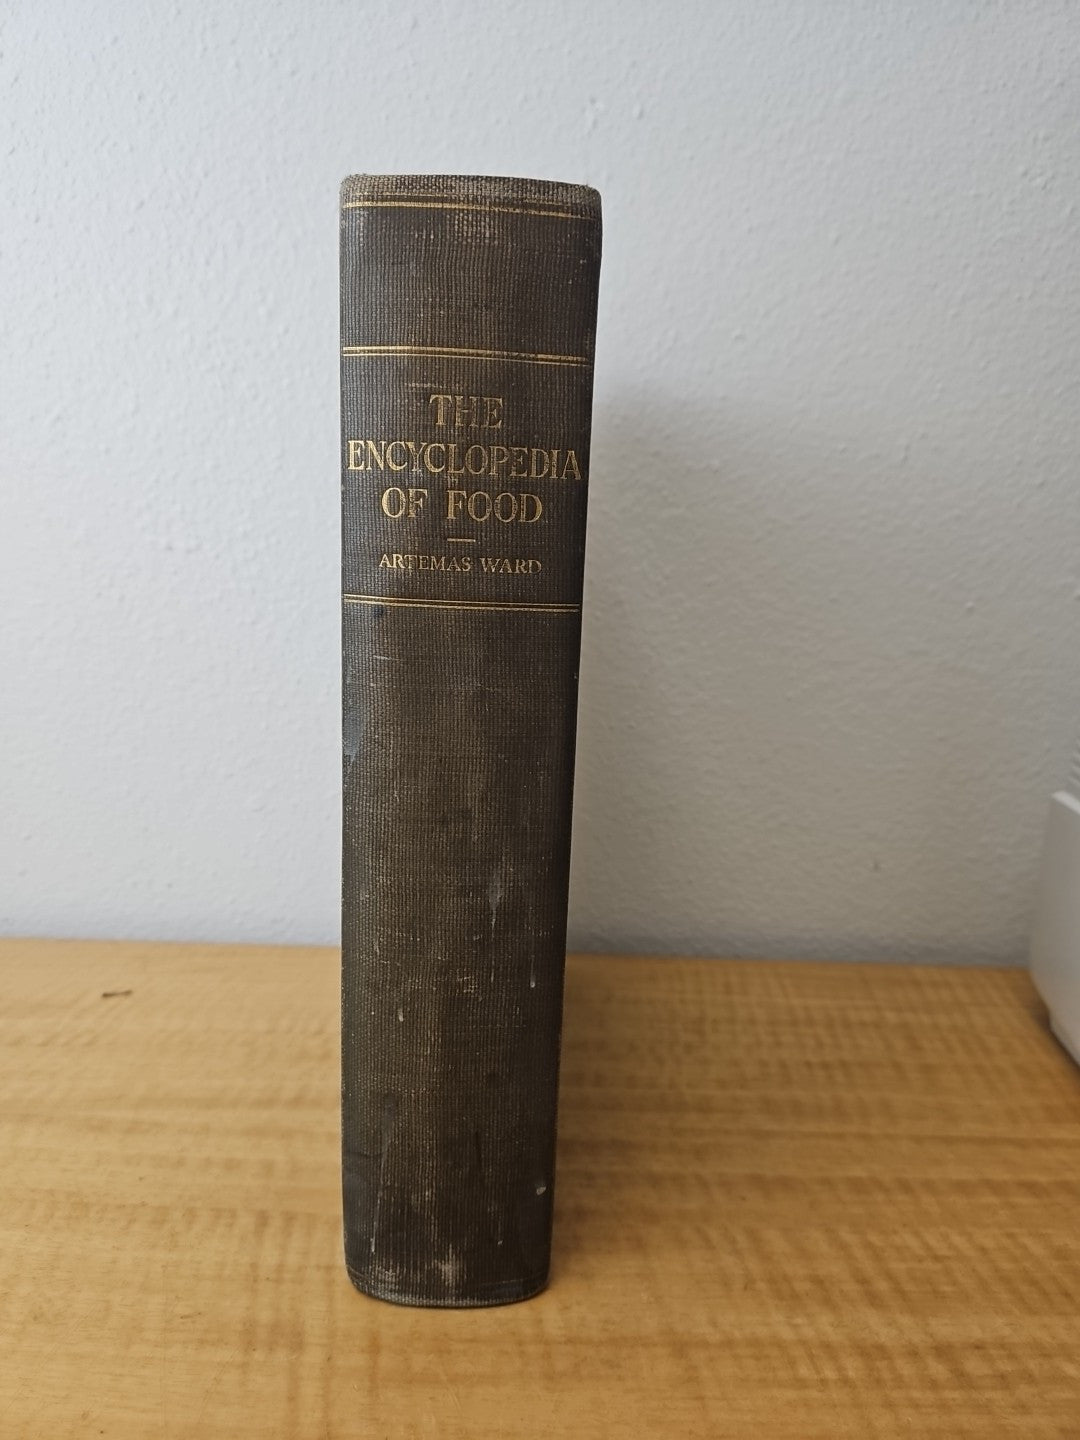 THE
ENCYCLOPEDIA
OF FOOD
ARTEMAS WARD